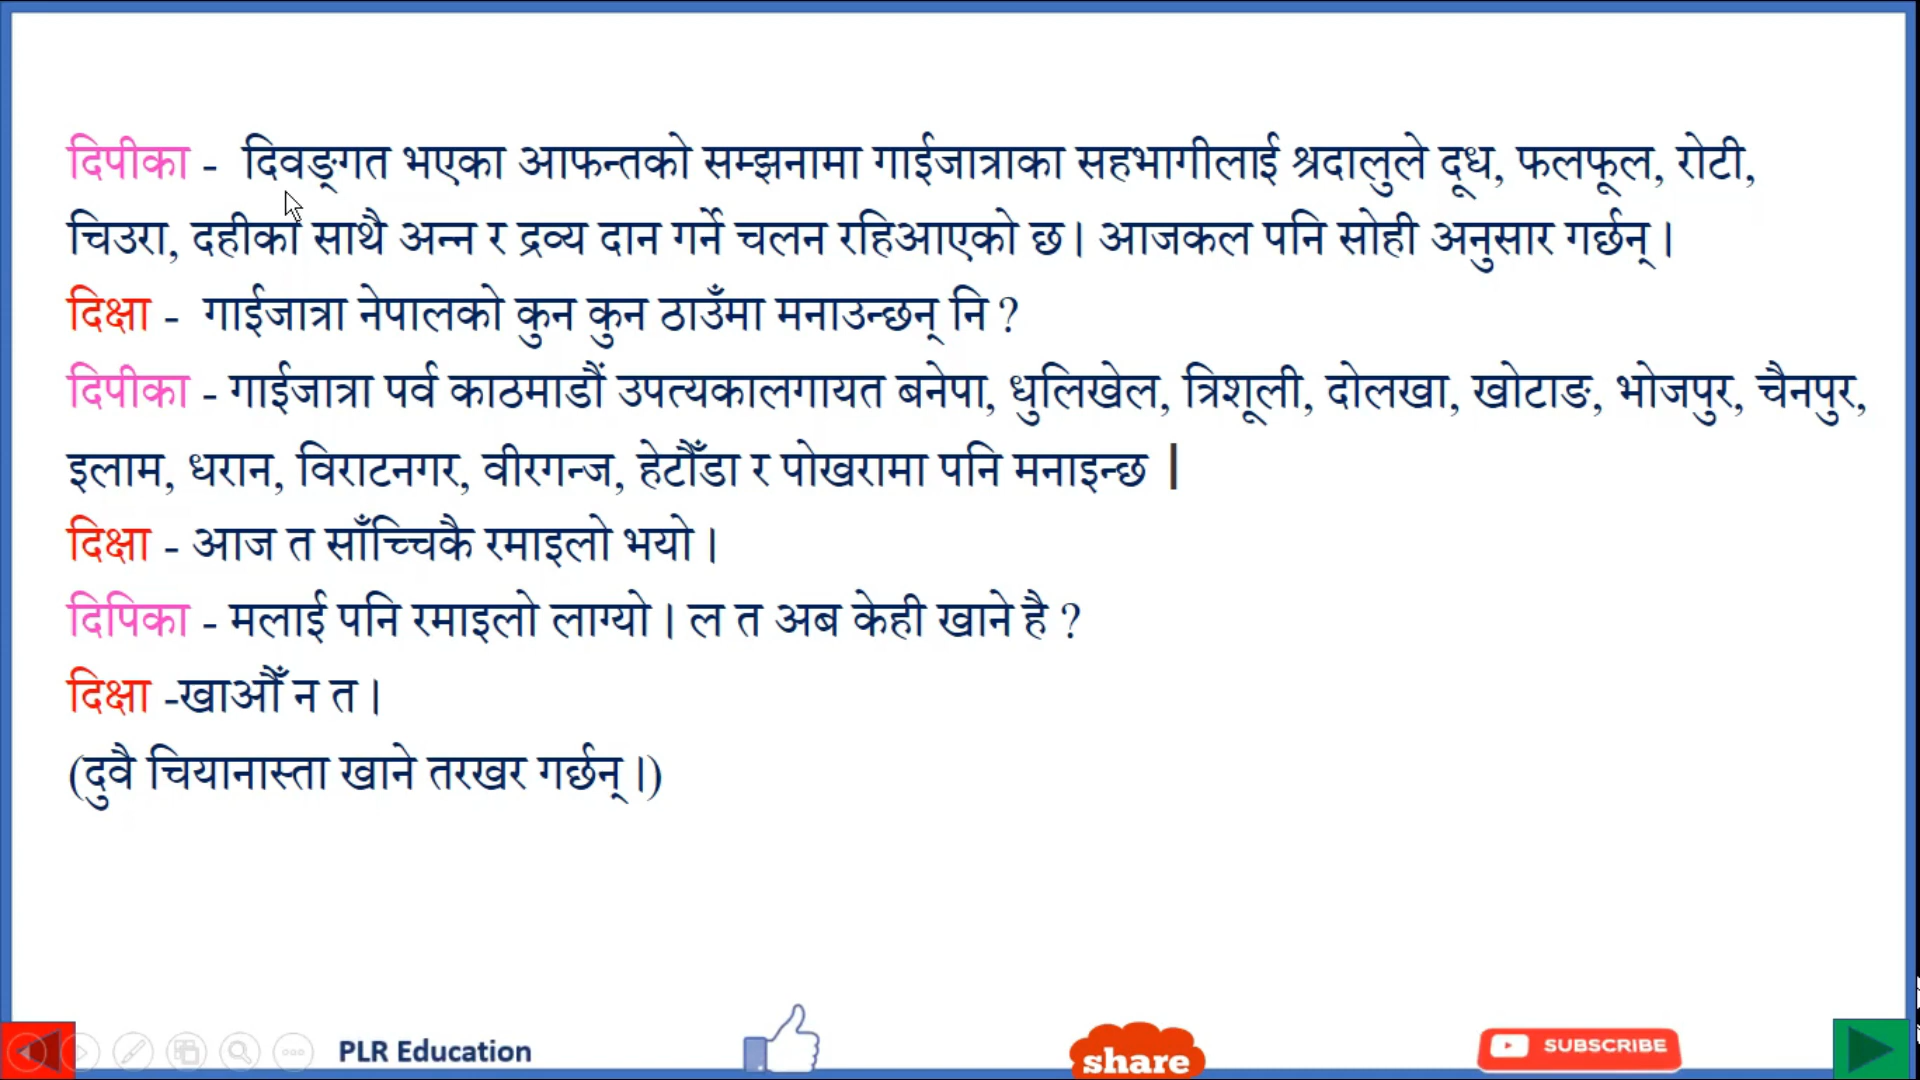 दिपीका - दिवङ्गत भएका आफन्तको सम्झनामा गाईजात्राका सहभागीलाई श्रदालुले दूध, फलफूल, रोटी,
चिउरा, दहीका साथै अन्न र द्रव्य दान गर्ने चलन रहिआएको छ। आजकल पनि सोही अनुसार गर्छन्।
दिक्षा - गाईजात्रा नेपालको कुन कुन ठाउँमा मनाउन्छन् नि ?
दिपीका - गाईजात्रा पर्व काठमाडौं उपत्यकालगायत बनेपा, धुलिखेल, त्रिशूली, दोलखा, खोटाङ, भोजपुर, चैनपुर,
इलाम, धरान, विराटनगर, वीरगन्ज, हेटौँडा र पोखरामा पनि मनाइन्छ |
दिक्षा - आज त साँच्चिकै रमाइलो भयो।
दिपिका - मलाई पनि रमाइलो लाग्यो। ल त अब केही खाने है ?
दिक्षा -खाऔँ न त।
(दुवै चियानास्ता खाने तरखर गर्छन्।)
PLR Education
share
SUBSCRIBE